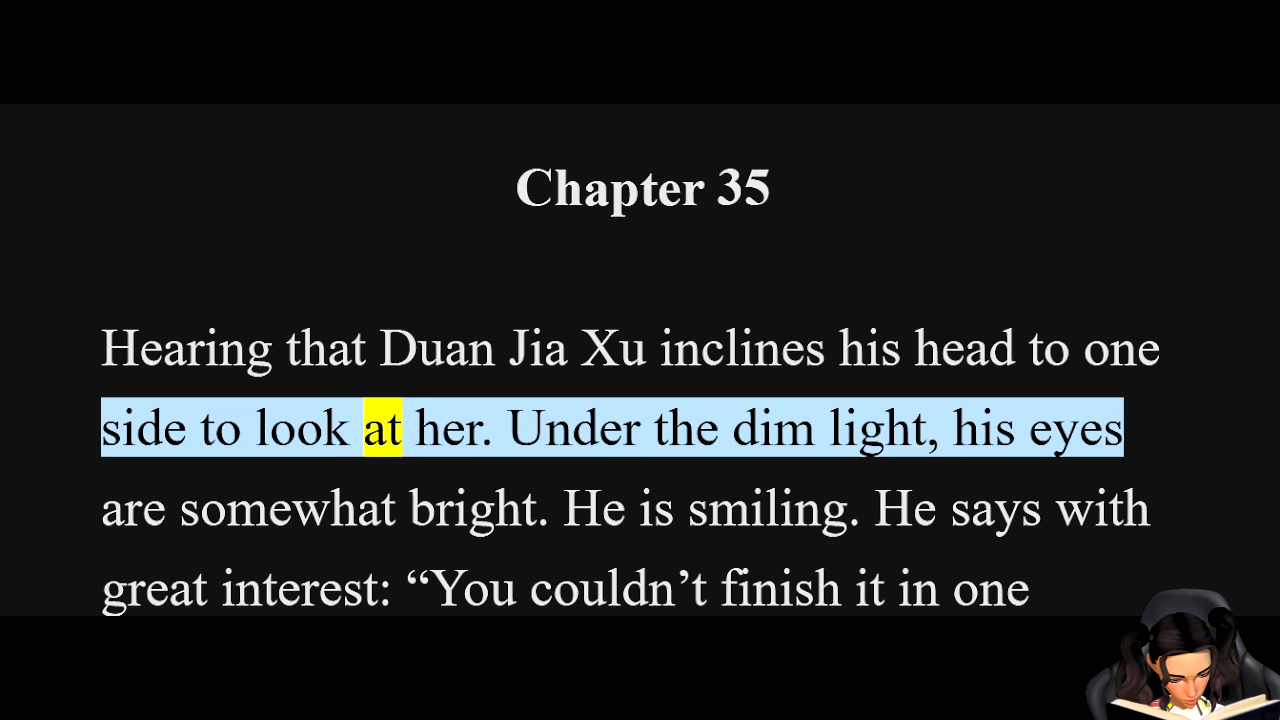 Chapter 35
Hearing that Duan Jia Xu inclines his head to one
side to look at her. Under the dim light, his eyes
are somewhat bright. He is smiling. He says with
great interest: “You couldn’t finish it in one